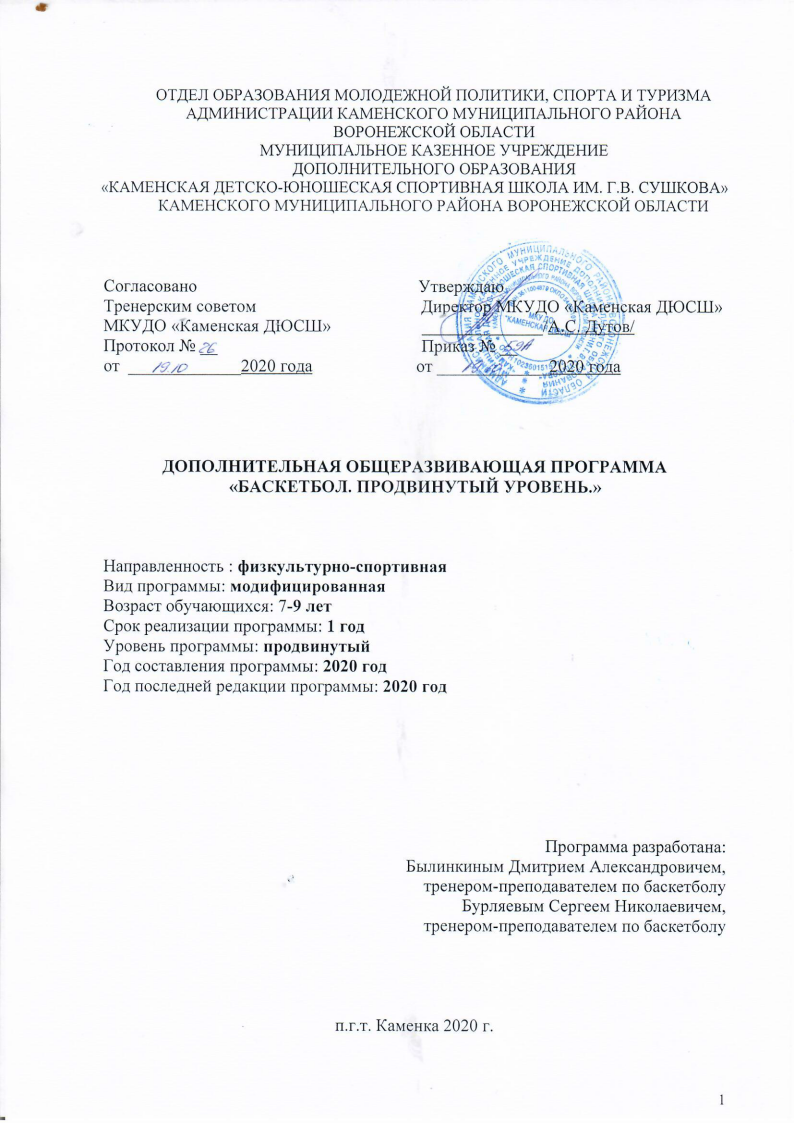 ОТДЕЛ ОБРАЗОВАНИЯ МОЛОДЕЖНОЙ ПОЛИТИКИ, СПОРТА И ТУРИЗМА
АДМИНИСТРАЦИИ КАМЕНСКОГО МУНИЦИПАЛЬНОГО РАЙОНА
ВОРОНЕЖСКОЙ ОБЛАСТИ
МУНИЦИПАЛЬНОЕ КАЗЕННОЕ УЧРЕЖДЕНИЕ
ДОПОЛНИТЕЛЬНОГО ОБРАЗОВАНИЯ
«КАМЕНСКАЯ ДЕТСКО-ЮНОШЕСКАЯ СПОРТИВНАЯ ШКОЛА ИМ. Г.В. СУШКОВА»
КАМЕНСКОГО МУНИЦИПАЛЬНОГО РАЙОНА ВОРОНЕЖСКОЙ ОБЛАСТИ
Согласовано
Тренерским советом
МКУДО «Каменская ДЮСШ»
Протокол № 26
от 19.10 2020 года
Утверждаю
Директор МКУДО «Каменская ДЮСШ»
/А.С. Дутов/
Приказ № 59А
от 2020 года
МКУДО
"КАМЕНСКАЯ
ДОПОЛНИТЕЛЬНАЯ ОБЩЕРАЗВИВАЮЩАЯ ПРОГРАММА
«БАСКЕТБОЛ. ПРОДВИНУТЫЙ УРОВЕНЬ.»
Направленность : физкультурно-спортивная
Вид программы: модифицированная
Возраст обучающихся: 7-9 лет
Срок реализации программы: 1 год
Уровень программы: продвинутый
Год составления программы: 2020 год
Год последней редакции программы: 2020 год
Программа разработана:
Былинкиным Дмитрием Александровичем,
тренером-преподавателем по баскетболу
Бурляевым Сергеем Николаевичем,
тренером-преподавателем по баскетболу
п.г.т. Каменка 2020 г.
1